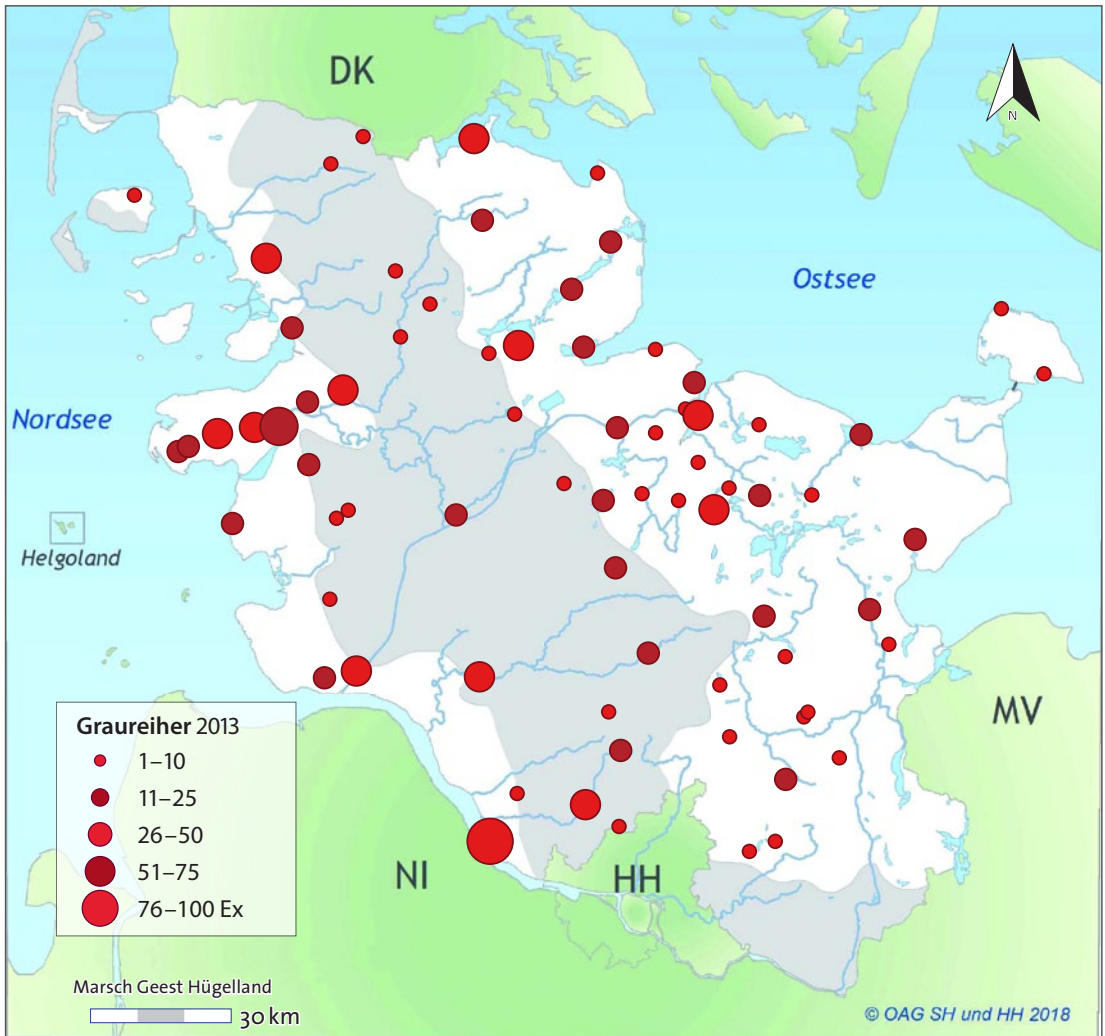 DK
N
Ostsee
Nordsee
Helgoland
MV
Graureiher 2013
1–10
11–25
26–50
51–75
76–100 Ex
NI
HH
Marsch Geest Hügelland
30 km
© OAG SH und HH 2018